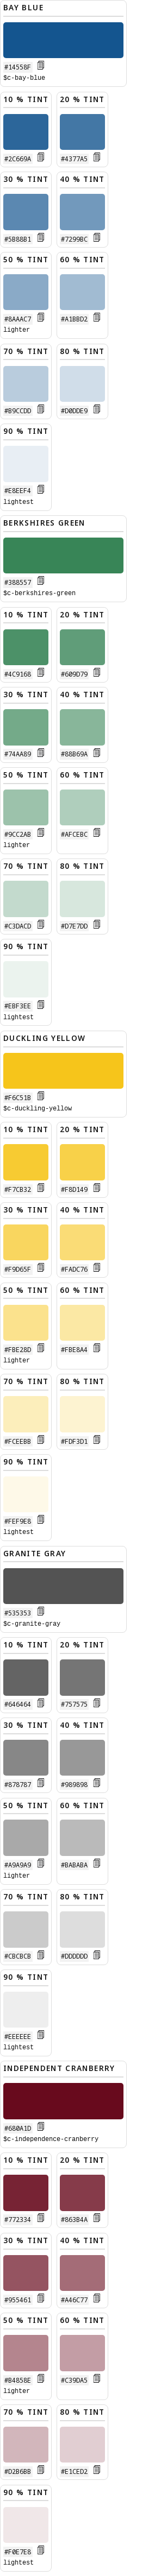 BAY BLUE
#14558F
$c-bay-blue
10 % TINT
#2C669A
20 % TINT
#4377A5
30 % TINT
#5B88B1
40 % TINT
#7299BC
50 % TINT
#8AAAC7
lighter
60 % TINT
#A1BBD2
70 % TINT
#B9CCDD
80 % TINT
#D0DDE9
90 % TINT
#E8EEF4
lightest
BERKSHIRES GREEN
#388557
$c-berkshires-green
10 % TINT
#4C9168
20 % TINT
#609D79
30 % TINT
#74AA89
40 % TINT
#88B69A
50 % TINT
#9CC2AB
lighter
60 % TINT
#AFCEBC
70 % TINT
#C3DACD
80 % TINT
#D7E7DD
90 % TINT
#EBF3EE
lightest
DUCKLING YELLOW
#F6C51B
$c-duckling-yellow
10 % TINT
#F7CB32
20 % TINT
#F8D149
30 % TINT
#F9D65F
40 % TINT
#FADC76
50 % TINT
#FBE28D
lighter
60 % TINT
#FBE8A4
70 % TINT
#FCEEBB
80 % TINT
#FDF3D1
90 % TINT
#FEF9E8
lightest
GRANITE GRAY
#535353
$c-granite-gray
10 % TINT
#646464
20 % TINT
#757575
30 % TINT
#878787
40 % TINT
#989898
50 % TINT
#A9A9A9
lighter
60 % TINT
#BABABA
70 % TINT
#CBCBCB
80 % TINT
#DDDDDD
90 % TINT
#EEEEEE
lightest
INDEPENDENT CRANBERRY
#680A1D
$c-independence-cranberry
10 % TINT
#772334
20 % TINT
#863B4A
30 % TINT
#955461
40 % TINT
#A46C77
50 % TINT
#B4858E
lighter
60 % TINT
#C39DA5
70 % TINT
#D2B6BB
80 % TINT
#E1CED2
90 % TINT
#F0E7E8
lightest